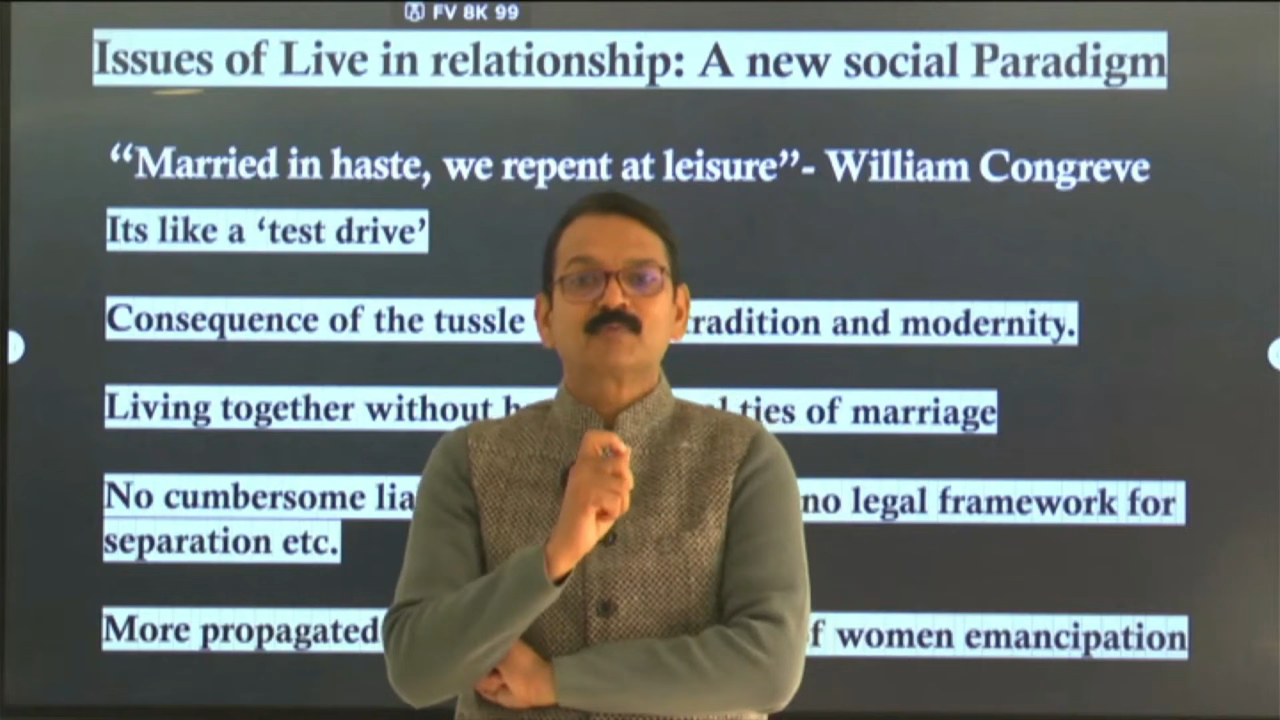 FV 8K 99
Issues of Live in relationship: A new social Paradigm
“Married in haste, we repent at leisure”- William Congreve
Its like a ‘test drive’
Consequence of the tussle and modernity.
Living together without ties of marriage
No cumbersome no legal framework for
separation etc.
More propagated women emancipation